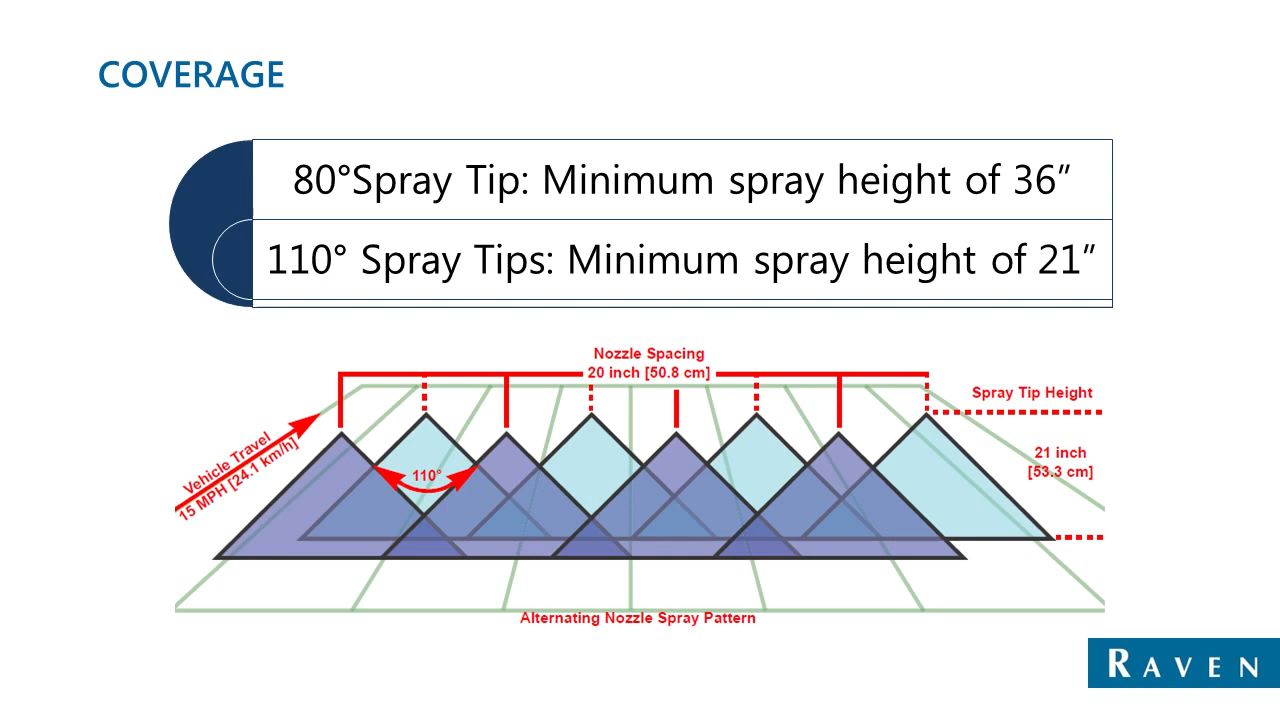 COVERAGE
80°Spray Tip: Minimum spray height of 36”
110° Spray Tips: Minimum spray height of 21”
Nozzle Spacing
20 inch [50.8 cm]
Spray Tip Height
Vehicle Travel
15 MPH [24.1 km/h]
110°
21 inch
[53.3 cm]
Alternating Nozzle Spray Pattern
RAVEN